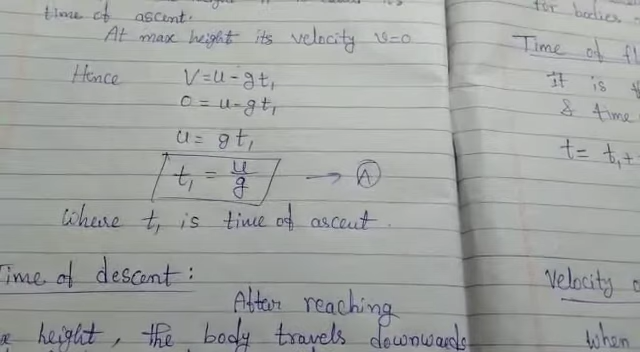 time of ascent.
At max height its velocity v=0
Hence V=u-gt₁
0 = u-gt₁
u = gt₁
t₁ = u/g → Ⓐ
Where t₁ is time of ascent.
Time of descent:
After reaching
height, the body travels downwards
for bodies
Time of
It is
& time
t = t₁ +
Velocity
When